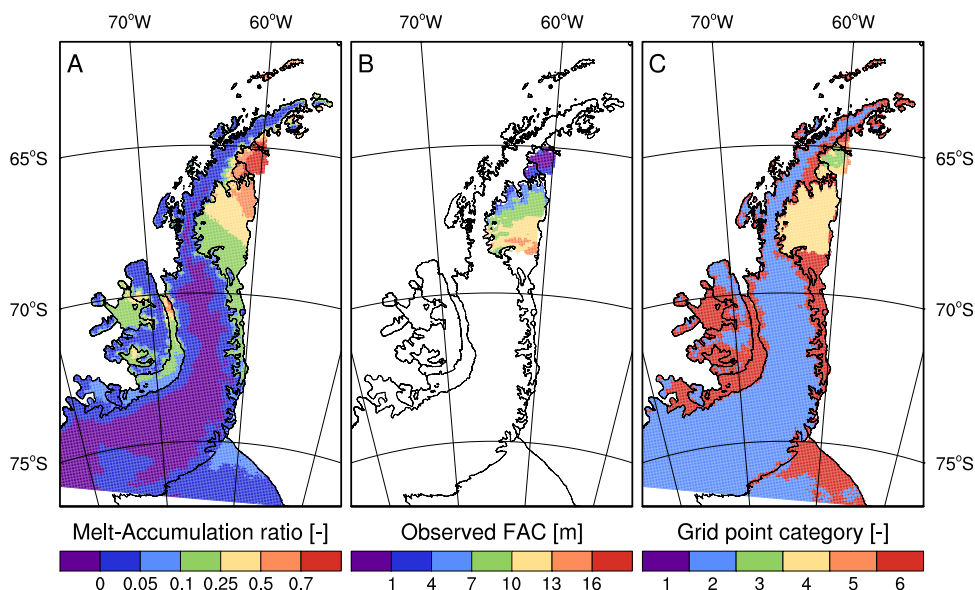 70°W 60°W 70°W 60°W 70°W 60°W
A B C
65°S 65°S
70°S 70°S
75°S 75°S
Melt-Accumulation ratio [-] Observed FAC [m] Grid point category [-]
0 0.05 0.1 0.25 0.5 0.7 1 4 7 10 13 16 1 2 3 4 5 6